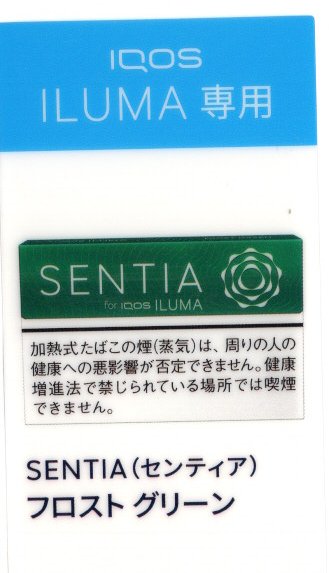 IQOS
ILUMA 専用
SENTIA
for IQOS ILUMA
加熱式たばこの煙(蒸気)は、周りの人の
健康への悪影響が否定できません。健康
増進法で禁じられている場所では喫煙
できません。
SENTIA(センティア)
フロスト グリーン